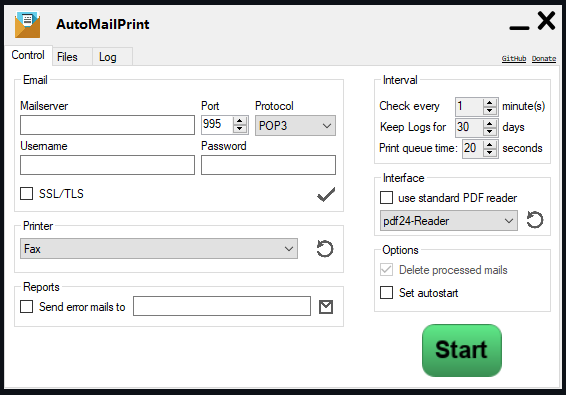 AutoMailPrint
Control Files Log
GitHub Donate
Email
Mailserver Port Protocol
995 POP3
Username Password
SSL/TLS
Printer
Fax
Reports
Send error mails to
Interval
Check every 1 minute(s)
Keep Logs for 30 days
Print queue time: 20 seconds
Interface
use standard PDF reader
pdf24-Reader
Options
Delete processed mails
Set autostart
Start